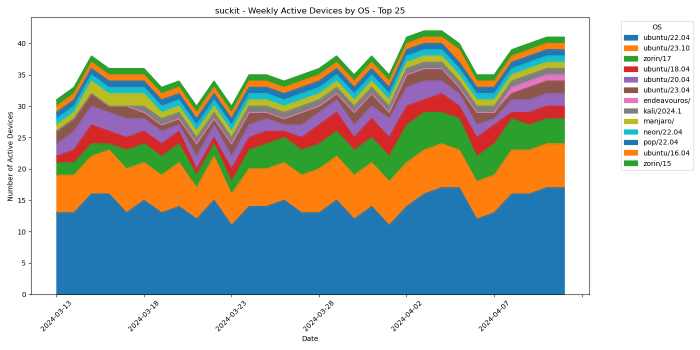 suckit - Weekly Active Devices by OS - Top 25
Number of Active Devices
40
35
30
25
20
15
10
5
0
2024-03-13
2024-03-18
2024-03-23
2024-03-28
2024-04-02
2024-04-07
Date
OS
ubuntu/22.04
ubuntu/23.10
zorin/17
ubuntu/18.04
ubuntu/20.04
ubuntu/23.04
endeavouros/
kali/2024.1
manjaro/
neon/22.04
pop/22.04
ubuntu/16.04
zorin/15